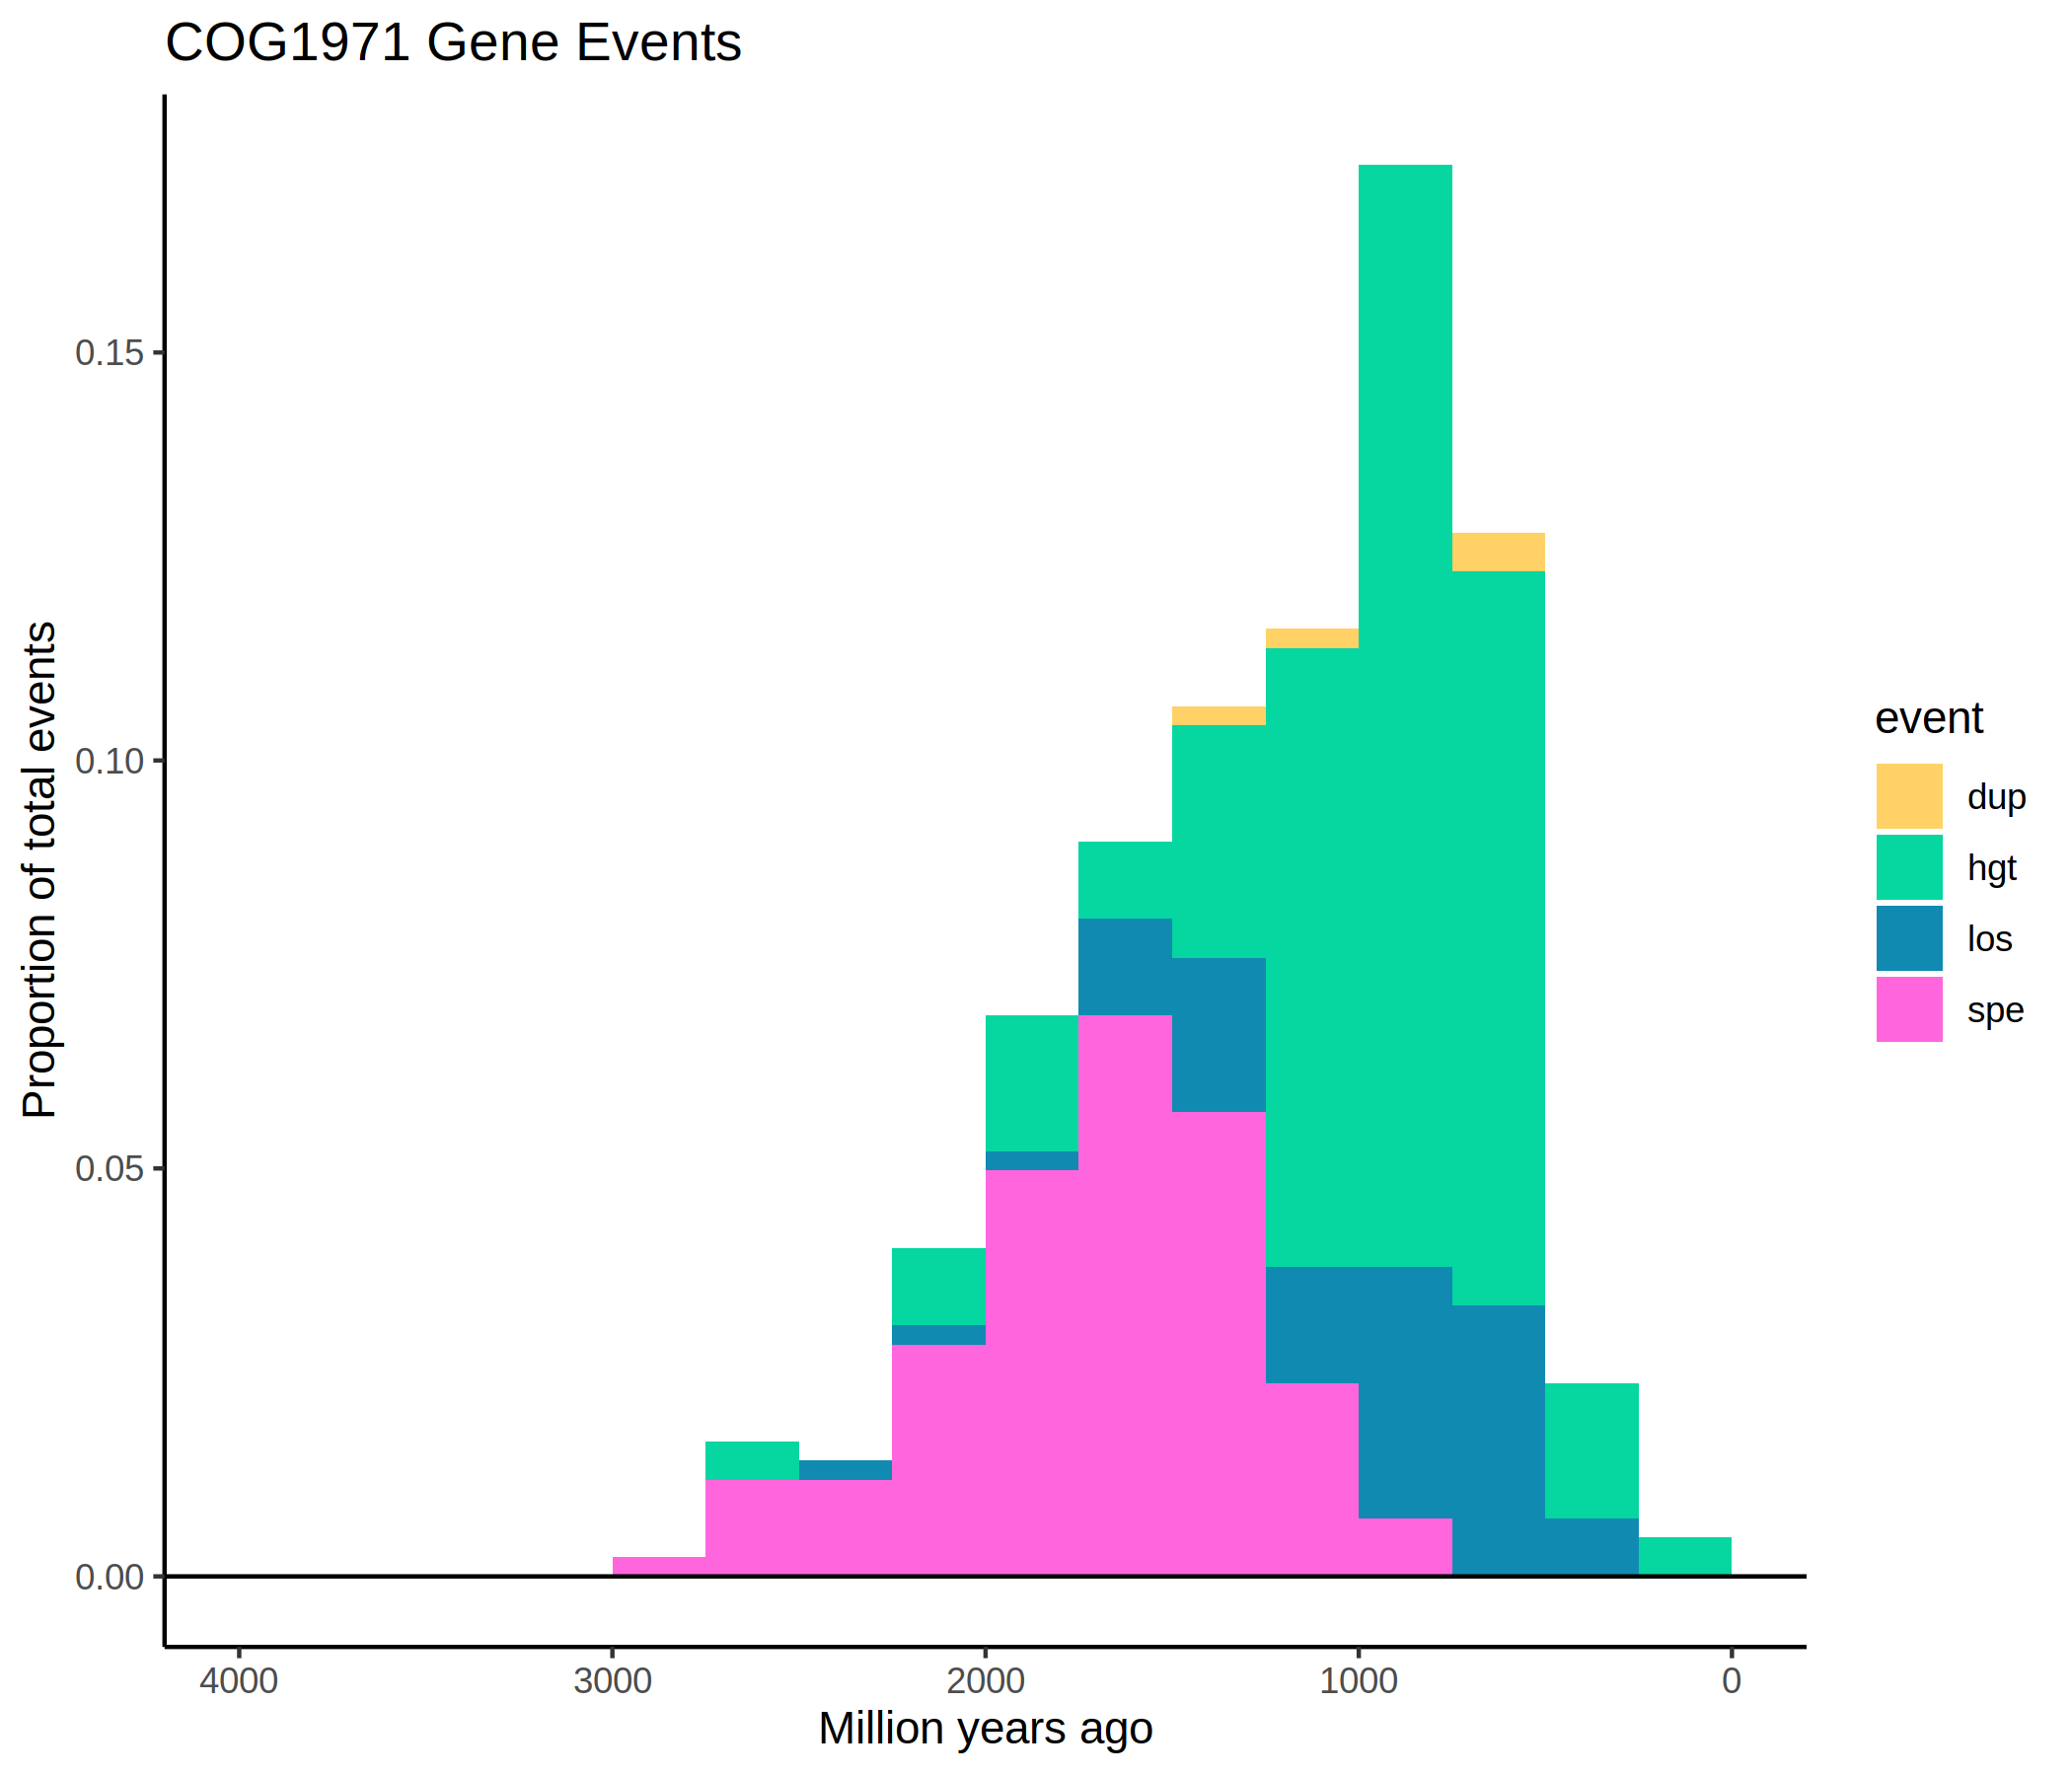 COG1971 Gene Events
Proportion of total events
0.15
0.10
0.05
0.00
4000 3000 2000 1000 0
Million years ago
event
dup
hgt
los
spe